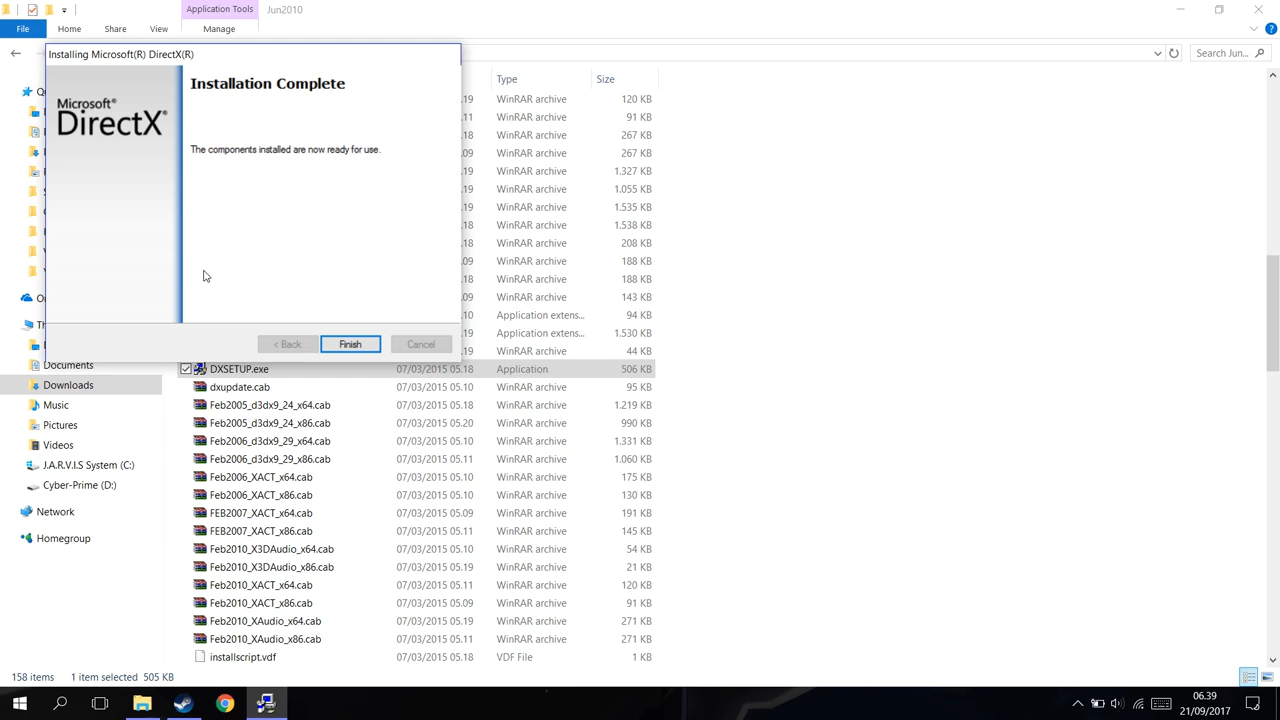 Application Tools
Jun2010
File
Home
Share
View
Manage
Search Jun...
Installing Microsoft(R) DirectX(R)
Microsoft®
DirectX®
Installation Complete
The components installed are now ready for use.
< Back
Finish
Cancel
Type
Size
.19 WinRAR archive 120 KB
.11 WinRAR archive 91 KB
.18 WinRAR archive 267 KB
.09 WinRAR archive 267 KB
.19 WinRAR archive 1.327 KB
.19 WinRAR archive 1.055 KB
.19 WinRAR archive 1.535 KB
.18 WinRAR archive 1.538 KB
.18 WinRAR archive 208 KB
.09 WinRAR archive 188 KB
.18 WinRAR archive 188 KB
.09 WinRAR archive 143 KB
.10 Application extens... 94 KB
.19 Application extens... 1.530 KB
.19 WinRAR archive 44 KB
DXSETUP.exe 07/03/2015 05.18 Application 506 KB
dxupdate.cab 07/03/2015 05.10 WinRAR archive 95 KB
Feb2005_d3dx9_24_x64.cab 07/03/2015 05.18 WinRAR archive 1.219 KB
Feb2005_d3dx9_24_x86.cab 07/03/2015 05.20 WinRAR archive 990 KB
Feb2006_d3dx9_29_x64.cab 07/03/2015 05.10 WinRAR archive 1.331 KB
Feb2006_d3dx9_29_x86.cab 07/03/2015 05.11 WinRAR archive 1.060 KB
Feb2006_XACT_x64.cab 07/03/2015 05.10 WinRAR archive 175 KB
Feb2006_XACT_x86.cab 07/03/2015 05.10 WinRAR archive 130 KB
FEB2007_XACT_x64.cab 07/03/2015 05.09 WinRAR archive 191 KB
FEB2007_XACT_x86.cab 07/03/2015 05.11 WinRAR archive 145 KB
Feb2010_X3DAudio_x64.cab 07/03/2015 05.10 WinRAR archive 54 KB
Feb2010_X3DAudio_x86.cab 07/03/2015 05.19 WinRAR archive 21 KB
Feb2010_XACT_x64.cab 07/03/2015 05.11 WinRAR archive 120 KB
Feb2010_XACT_x86.cab 07/03/2015 05.09 WinRAR archive 91 KB
Feb2010_XAudio_x64.cab 07/03/2015 05.19 WinRAR archive 271 KB
Feb2010_XAudio_x86.cab 07/03/2015 05.18 WinRAR archive 271 KB
installscript.vdf 07/03/2015 05.18 VDF File 1 KB
Documents
Downloads
Music
Pictures
Videos
J.A.R.V.I.S System (C:)
Cyber-Prime (D:)
Network
Homegroup
158 items
1 item selected 505 KB
06.39
21/09/2017